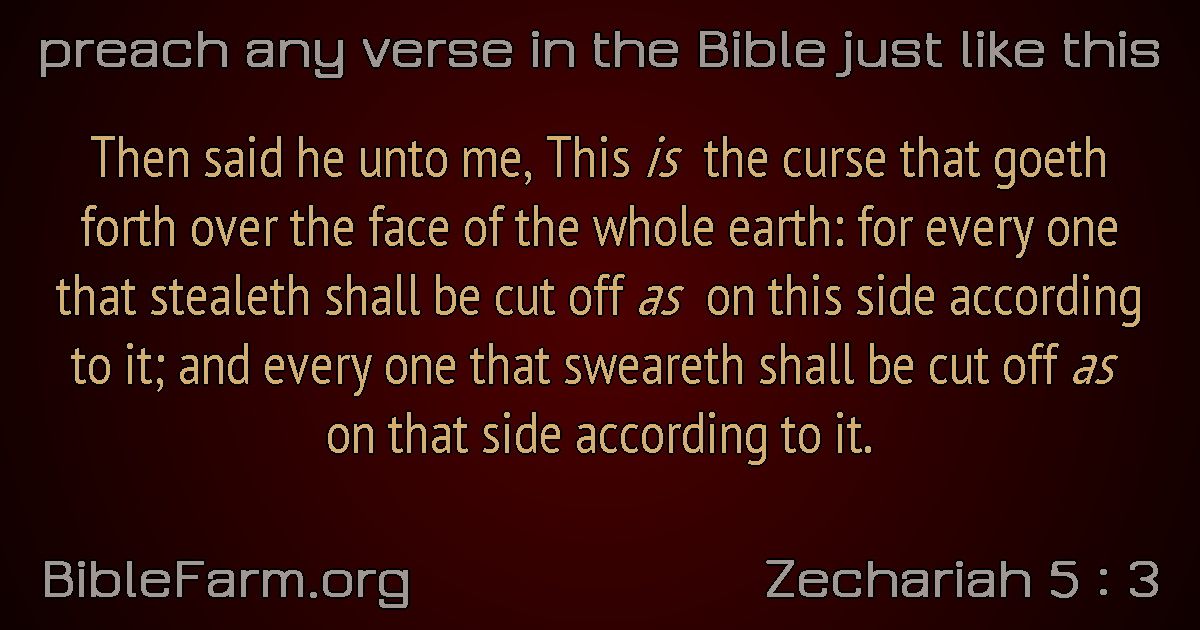 preach any verse in the Bible just like this
Then said he unto me, This is the curse that goeth
forth over the face of the whole earth: for every one
that stealeth shall be cut off as on this side according
to it; and every one that sweareth shall be cut off as
on that side according to it.
BibleFarm.org
Zechariah 5 : 3